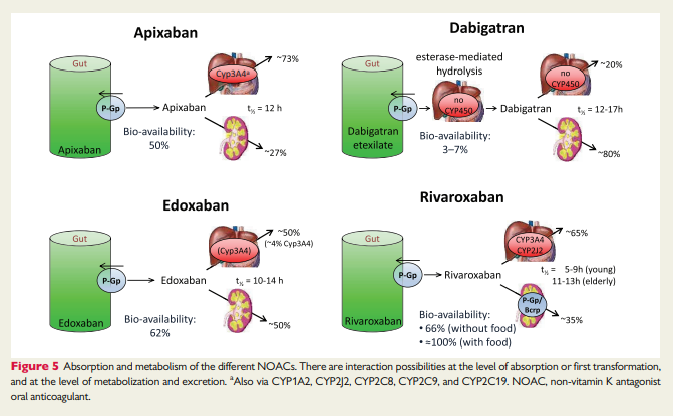 Apixaban
Gut
P-Gp
Apixaban
Bio-availability:
50%
Apixaban
Cyp3A4ᵃ
~73%
t½ = 12 h
~27%
Dabigatran
Gut
P-Gp
Dabigatran
etexilate
esterase-mediated
hydrolysis
no
CYP450
Dabigatran
Bio-availability:
3–7%
no
CYP450
~20%
t½ = 12-17h
~80%
Edoxaban
Gut
P-Gp
Edoxaban
Bio-availability:
62%
Edoxaban
(Cyp3A4)
~50%
(~4% Cyp3A4)
t½ = 10-14 h
~50%
Rivaroxaban
Gut
P-Gp
Rivaroxaban
Rivaroxaban
Bio-availability:
• 66% (without food)
• ≈100% (with food)
CYP3A4
CYP2J2
~65%
t½ = 5-9h (young)
11-13h (elderly)
P-Gp/
Bcrp
~35%
Figure 5 Absorption and metabolism of the different NOACs. There are interaction possibilities at the level of absorption or first transformation,
and at the level of metabolization and excretion. ᵃAlso via CYP1A2, CYP2J2, CYP2C8, CYP2C9, and CYP2C19. NOAC, non-vitamin K antagonist
oral anticoagulant.